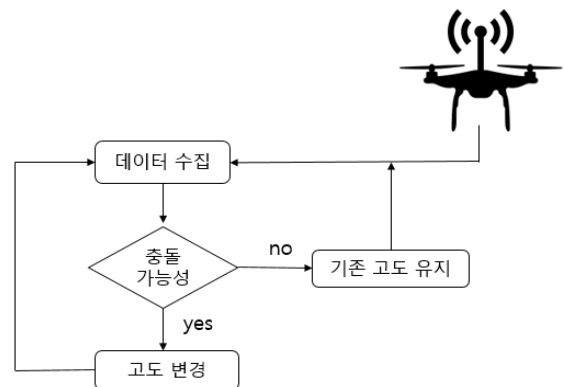 데이터 수집
충돌
가능성
no
기존 고도 유지
yes
고도 변경